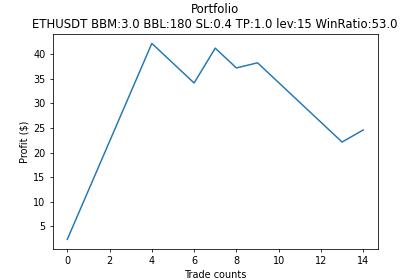 Portfolio
ETHUSDT BBM:3.0 BBL:180 SL:0.4 TP:1.0 lev:15 WinRatio:53.0
40
35
30
25
20
15
10
5
Profit ($)
0 2 4 6 8 10 12 14
Trade counts